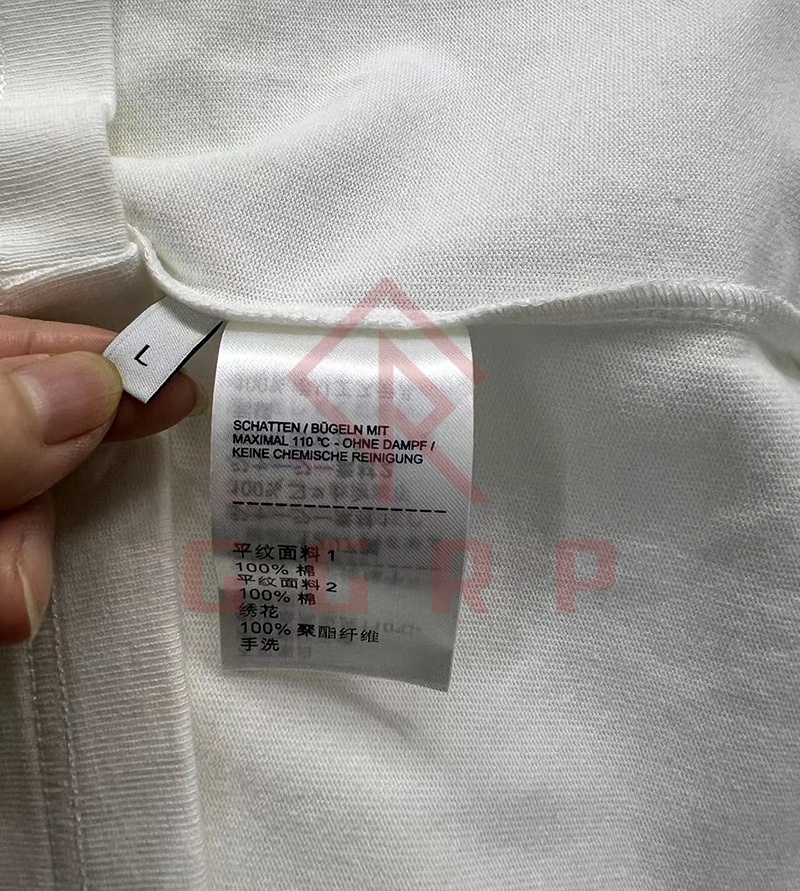 L
SCHATTEN / BÜGELN MIT
MAXIMAL 110 °C - OHNE DAMPF /
KEINE CHEMISCHE REINIGUNG
平纹面料 1
100% 棉
平纹面料 2
100% 棉
绣花
100% 聚酯纤维
手洗
GGRP